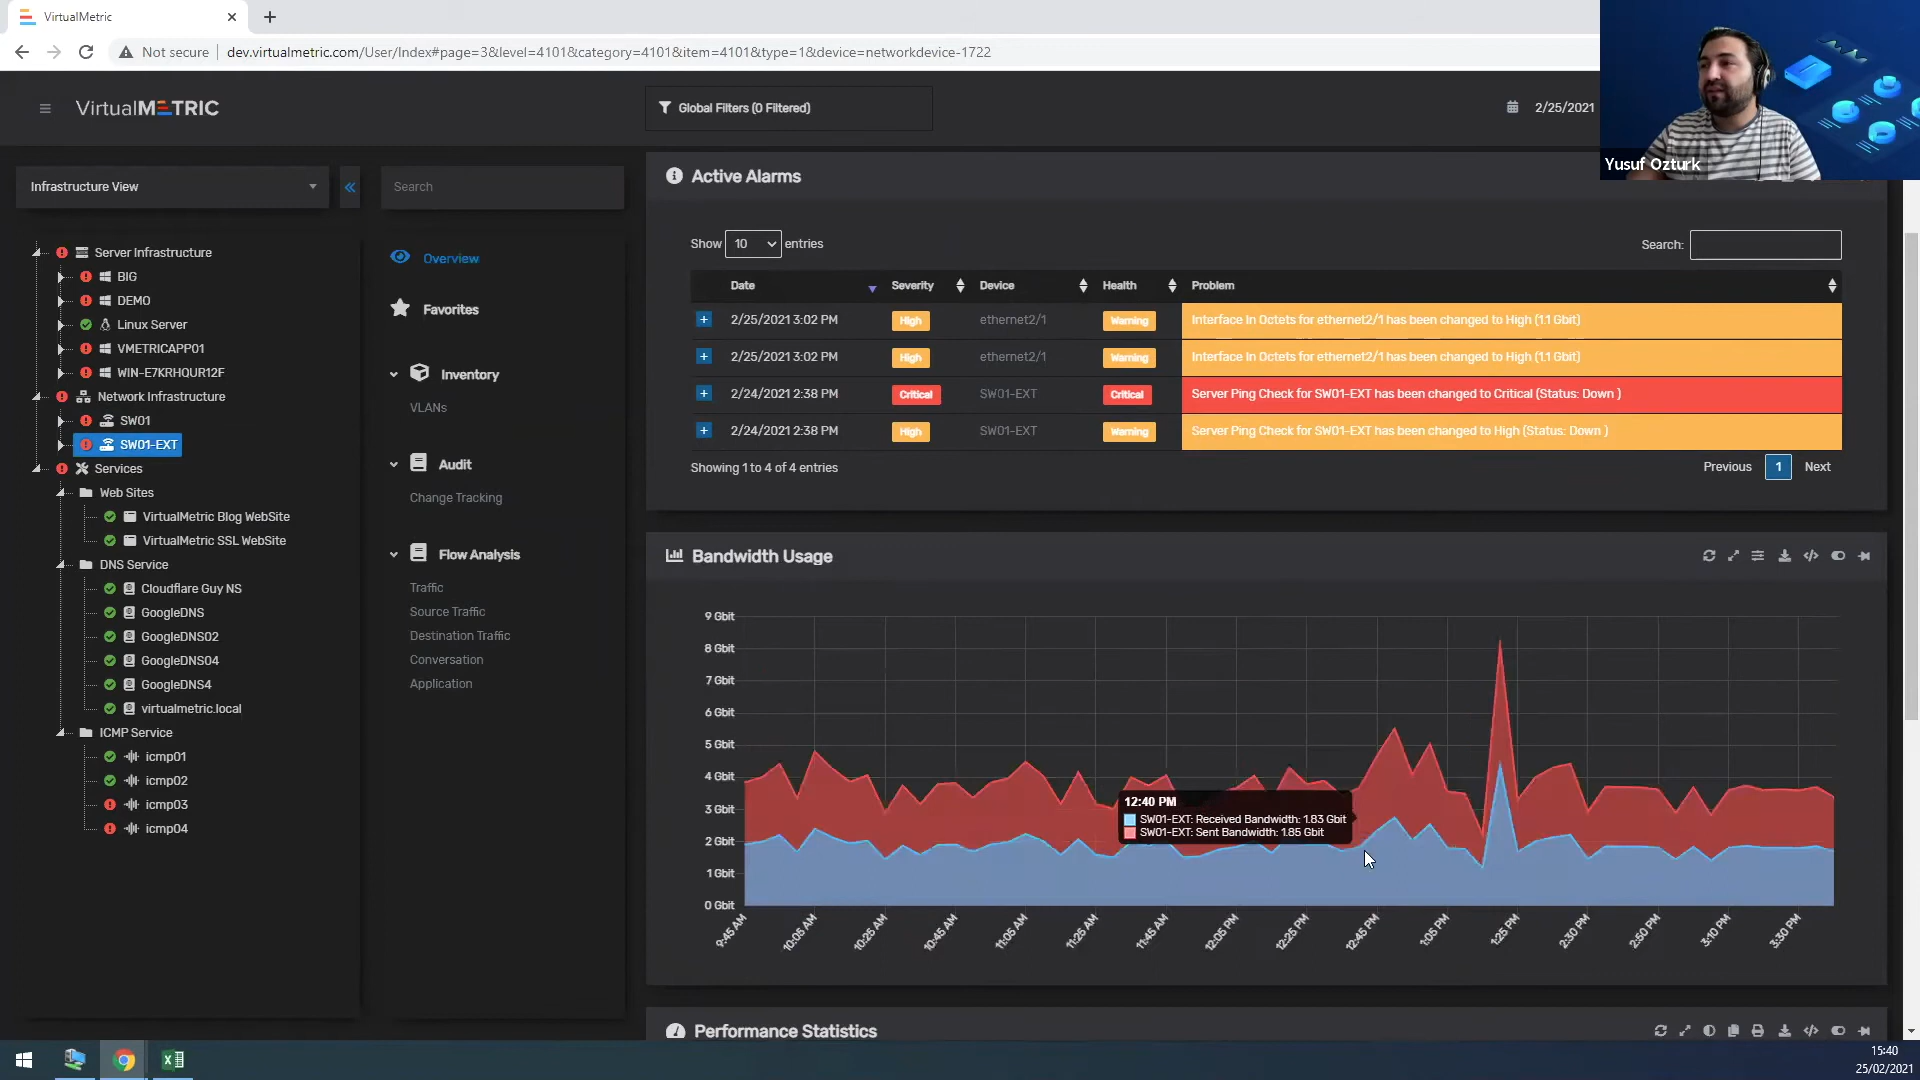 VirtualMetric
Not secure
dev.virtualmetric.com/User/Index#page=3&level=4101&category=4101&item=4101&type=1&device=networkdevice-1722
VirtualMETRIC
Global Filters (0 Filtered)
2/25/2021
Yusuf Ozturk
Infrastructure View
Server Infrastructure
BIG
DEMO
Linux Server
VMETRICAPP01
WIN-E7KRHQUR12F
Network Infrastructure
SW01
SW01-EXT
Services
Web Sites
VirtualMetric Blog WebSite
VirtualMetric SSL WebSite
DNS Service
Cloudflare Guy NS
GoogleDNS
GoogleDNS02
GoogleDNS04
GoogleDNS4
virtualmetric.local
ICMP Service
icmp01
icmp02
icmp03
icmp04
Search
Overview
Favorites
Inventory
VLANs
Audit
Change Tracking
Flow Analysis
Traffic
Source Traffic
Destination Traffic
Conversation
Application
Active Alarms
Show 10 entries
Search:
Date Severity Device Health Problem
2/25/2021 3:02 PM High ethernet2/1 Warning Interface In Octets for ethernet2/1 has been changed to High (1.1 Gbit)
2/25/2021 3:02 PM High ethernet2/1 Warning Interface In Octets for ethernet2/1 has been changed to High (1.1 Gbit)
2/24/2021 2:38 PM Critical SW01-EXT Critical Server Ping Check for SW01-EXT has been changed to Critical (Status: Down )
2/24/2021 2:38 PM High SW01-EXT Warning Server Ping Check for SW01-EXT has been changed to High (Status: Down )
Showing 1 to 4 of 4 entries
Previous 1 Next
Bandwidth Usage
9 Gbit
8 Gbit
7 Gbit
6 Gbit
5 Gbit
4 Gbit
3 Gbit
2 Gbit
1 Gbit
0 Gbit
12:40 PM
SW01-EXT: Received Bandwidth: 1.83 Gbit
SW01-EXT: Sent Bandwidth: 1.85 Gbit
9:45 AM 10:05 AM 10:25 AM 10:45 AM 11:05 AM 11:25 AM 11:45 AM 12:05 PM 12:25 PM 12:45 PM 1:05 PM 1:25 PM 2:30 PM 2:50 PM 3:10 PM 3:30 PM
Performance Statistics
15:40
25/02/2021